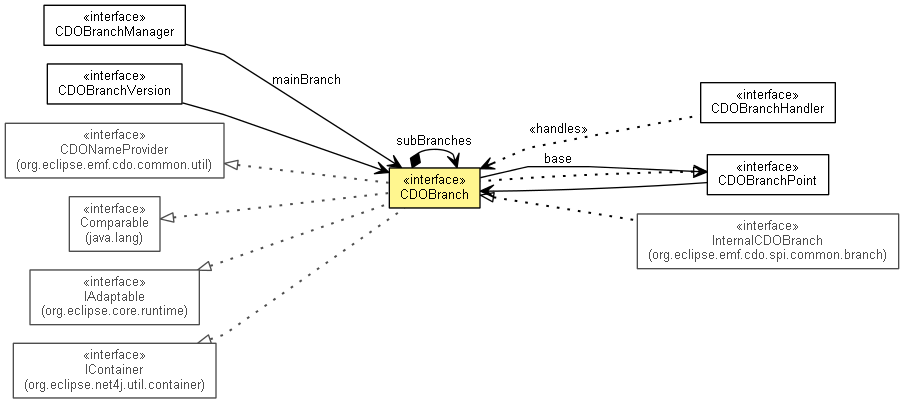 «interface»
CDOBranchManager
«interface»
CDOBranchVersion
mainBranch
«interface»
CDONameProvider
(org.eclipse.emf.cdo.common.util)
«interface»
Comparable
(java.lang)
«interface»
IAdaptable
(org.eclipse.core.runtime)
«interface»
IContainer
(org.eclipse.net4j.util.container)
subBranches
«interface»
CDOBranch
«handles»
base
«interface»
CDOBranchHandler
«interface»
CDOBranchPoint
«interface»
InternalCDOBranch
(org.eclipse.emf.cdo.spi.common.branch)